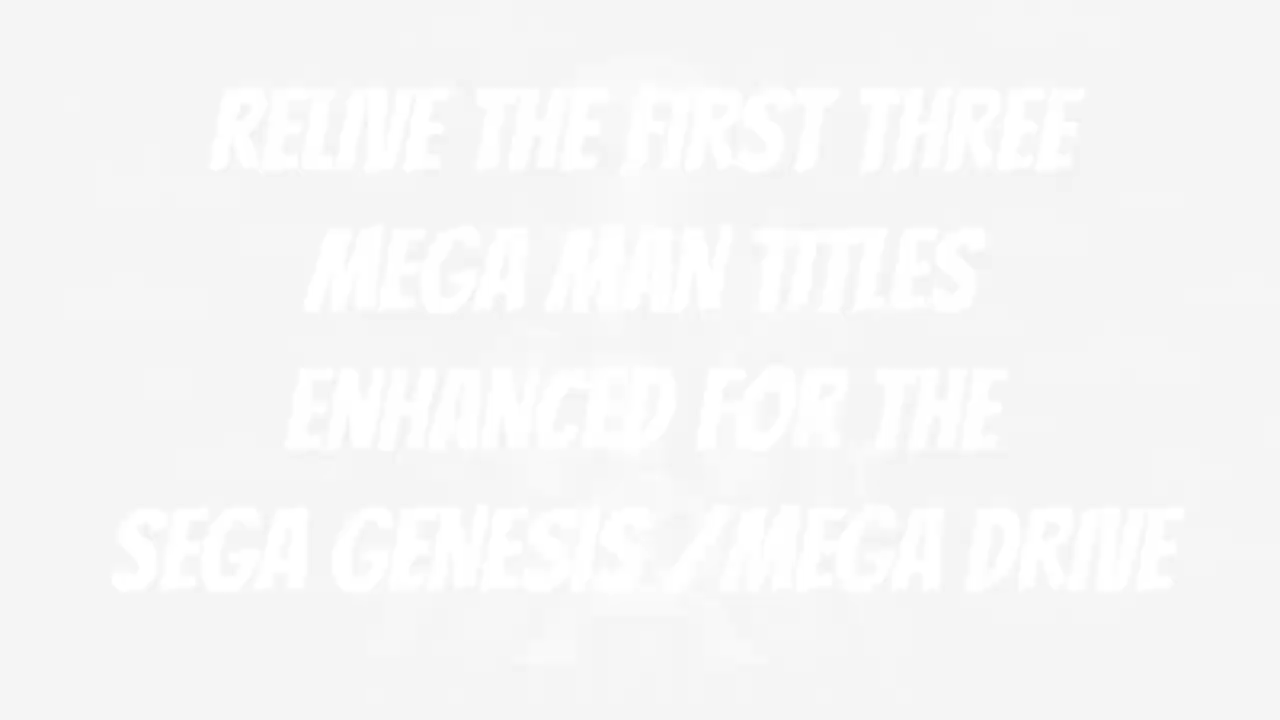 RELIVE THE FIRST THREE
MEGA MAN TITLES
ENHANCED FOR THE
SEGA GENESIS / MEGA DRIVE